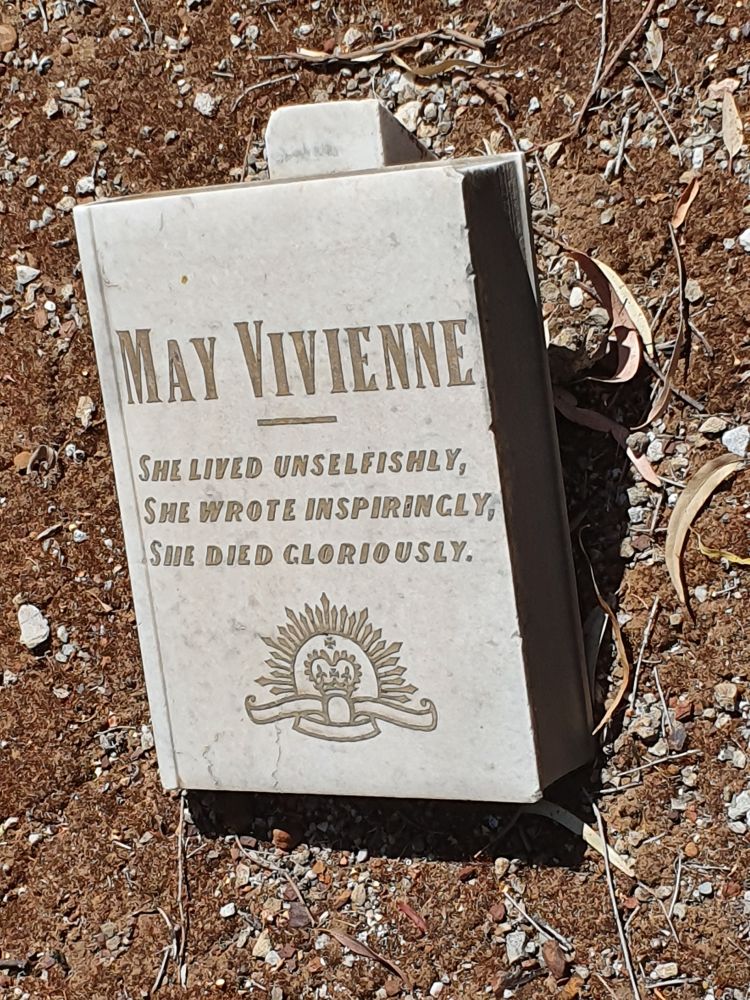 MAY VIVIENNE
SHE LIVED UNSELFISHLY,
SHE WROTE INSPIRINGLY,
SHE DIED GLORIOUSLY.